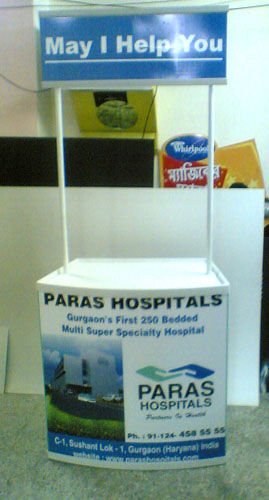 May I Help You
Whirlpool
ম্যাজিকের
PARAS HOSPITALS
Gurgaon's First 250 Bedded
Multi Super Specialty Hospital
PARAS
HOSPITALS
Partners In Health
Ph. : 91-124- 458 55 55
C-1, Sushant Lok - 1, Gurgaon (Haryana) India
website : www.parashospitals.com